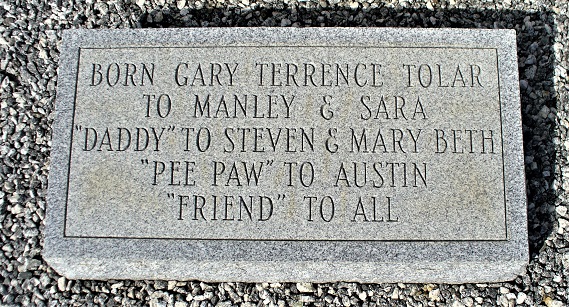 BORN GARY TERRENCE TOLAR
TO MANLEY & SARA
"DADDY" TO STEVEN & MARY BETH
"PEE PAW" TO AUSTIN
"FRIEND" TO ALL